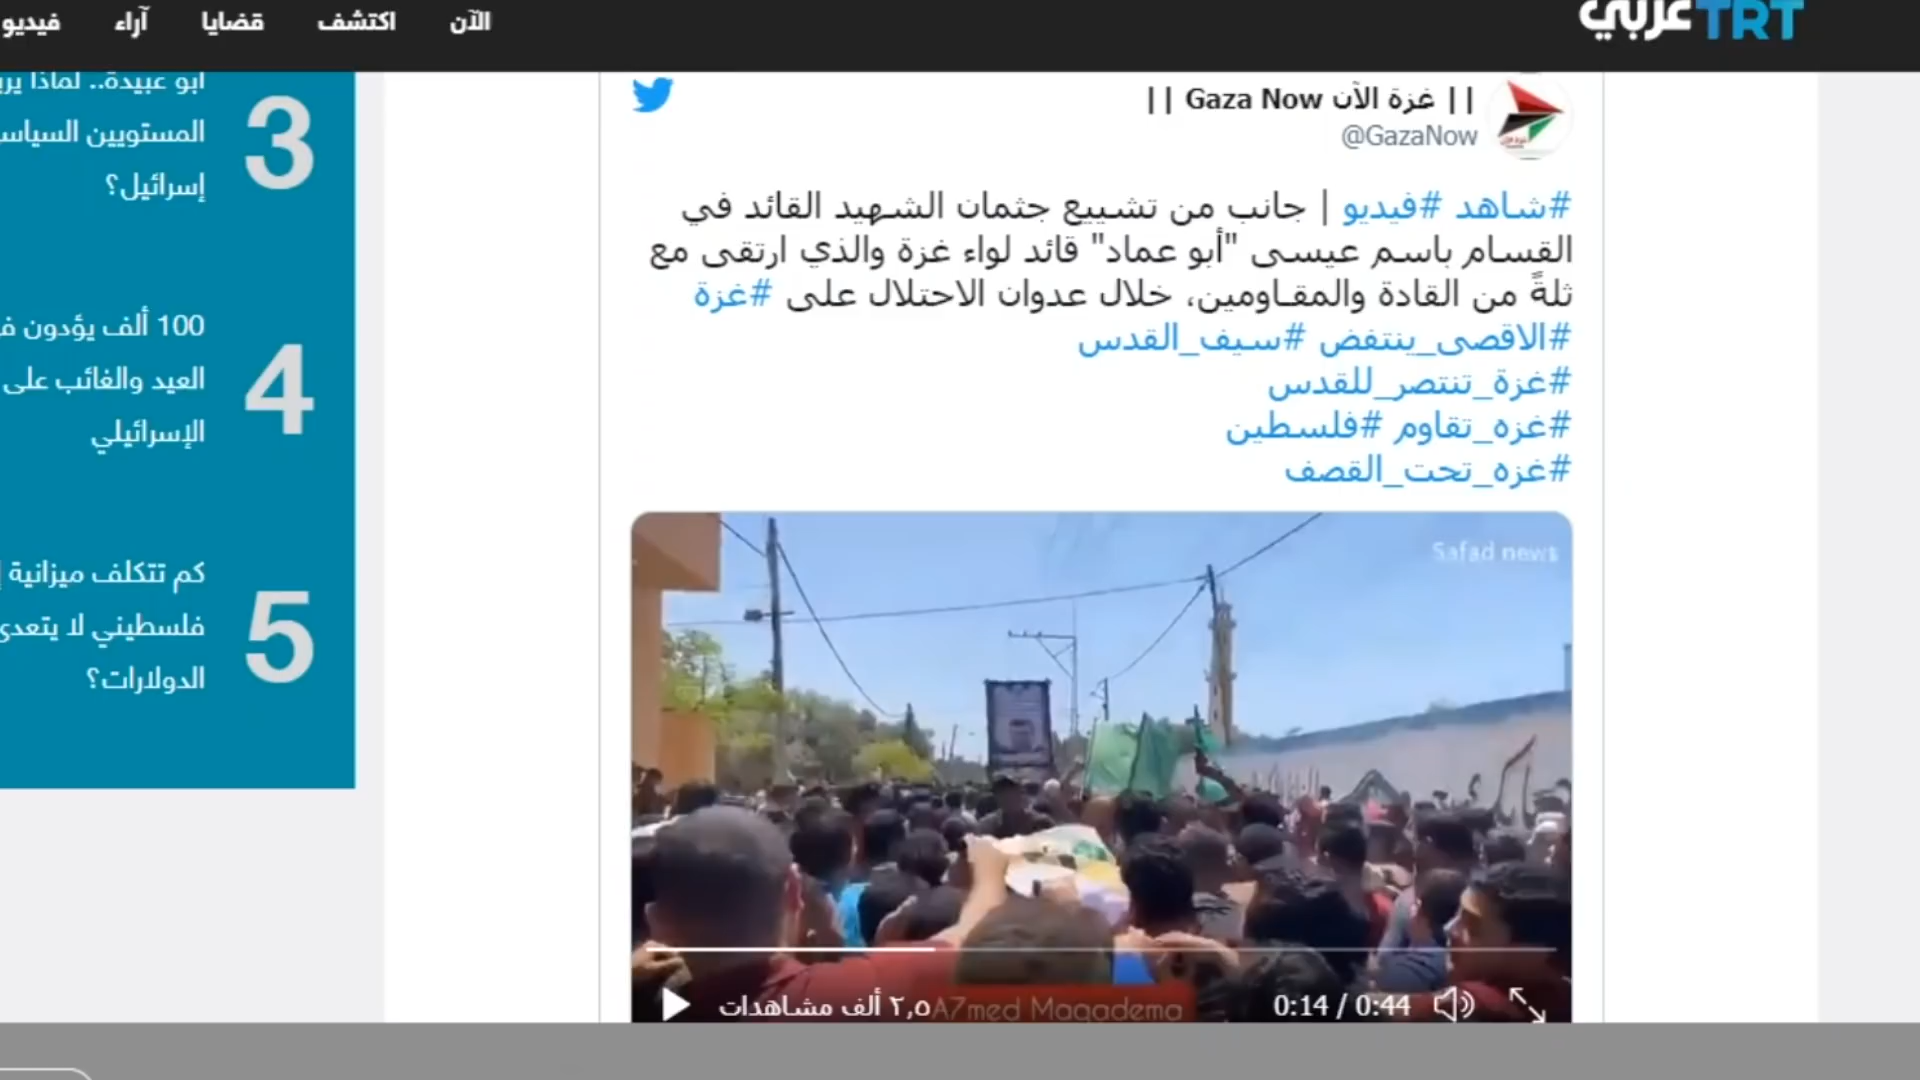 TRT عربي
الآن
اكتشف
قضايا
آراء
فيديو
3
أبو عبيدة.. لماذا
المستويين
إسرائيل؟
4
100 ألف يؤدون
العيد والغائب على
الإسرائيلي
5
كم تتكلف ميزانية
فلسطيني لا يتعدى
الدولارات؟
|| غزة الآن Gaza Now ||
@GazaNow
#شاهد #فيديو | جانب من تشييع جثمان الشهيد القائد في
القسام باسم عيسى "أبو عماد" قائد لواء غزة والذي ارتقى مع
ثلةً من القادة والمقاومين، خلال عدوان الاحتلال على #غزة
#الاقصى_ينتفض #سيف_القدس
#غزة_تنتصر_للقدس
#غزه_تقاوم #فلسطين
#غزه_تحت_القصف
Safad news
٢,٥ ألف مشاهدات
A7med Magadema
0:14 / 0:44